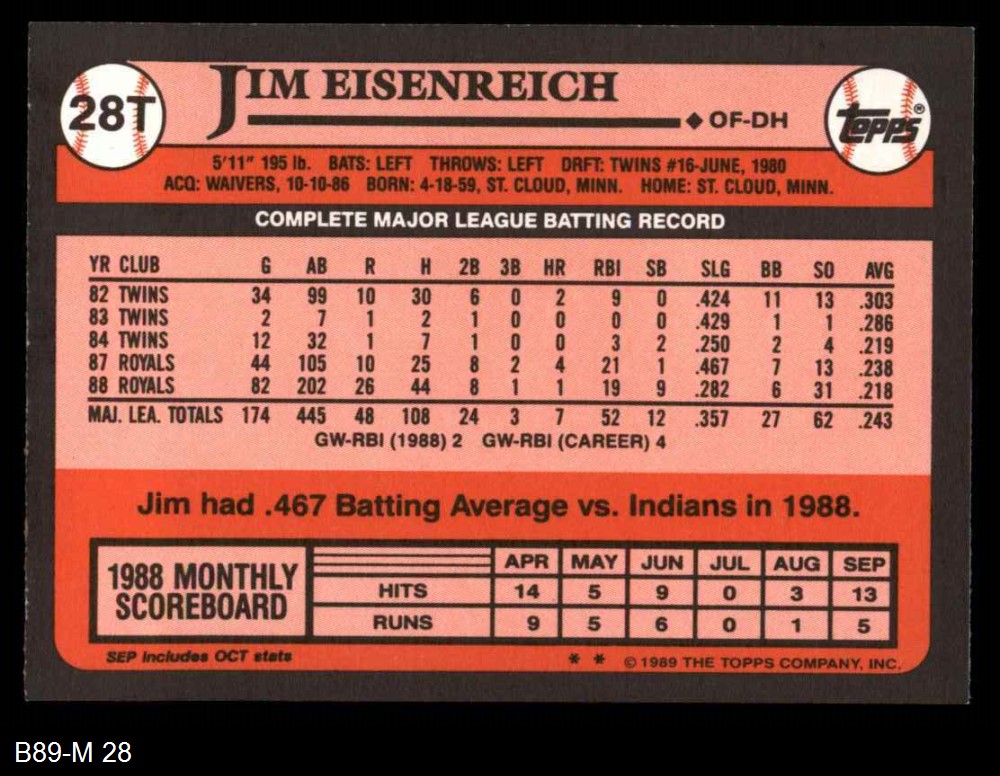 28T
JIM EISENREICH
◆ OF-DH
TOPPS®
5'11" 195 lb. BATS: LEFT THROWS: LEFT DRFT: TWINS #16-JUNE, 1980
ACQ: WAIVERS, 10-10-86 BORN: 4-18-59, ST. CLOUD, MINN. HOME: ST. CLOUD, MINN.
COMPLETE MAJOR LEAGUE BATTING RECORD
YR CLUB G AB R H 2B 3B HR RBI SB SLG BB SO AVG
82 TWINS 34 99 10 30 6 0 2 9 0 .424 11 13 .303
83 TWINS 2 7 1 2 1 0 0 0 0 .429 1 1 .286
84 TWINS 12 32 1 7 1 0 0 3 2 .250 2 4 .219
87 ROYALS 44 105 10 25 8 2 4 21 1 .467 7 13 .238
88 ROYALS 82 202 26 44 8 1 1 19 9 .282 6 31 .218
MAJ. LEA. TOTALS 174 445 48 108 24 3 7 52 12 .357 27 62 .243
GW-RBI (1988) 2 GW-RBI (CAREER) 4
Jim had .467 Batting Average vs. Indians in 1988.
1988 MONTHLY
SCOREBOARD
APR MAY JUN JUL AUG SEP
HITS 14 5 9 0 3 13
RUNS 9 5 6 0 1 5
SEP includes OCT stats
* * © 1989 THE TOPPS COMPANY, INC.
B89-M 28